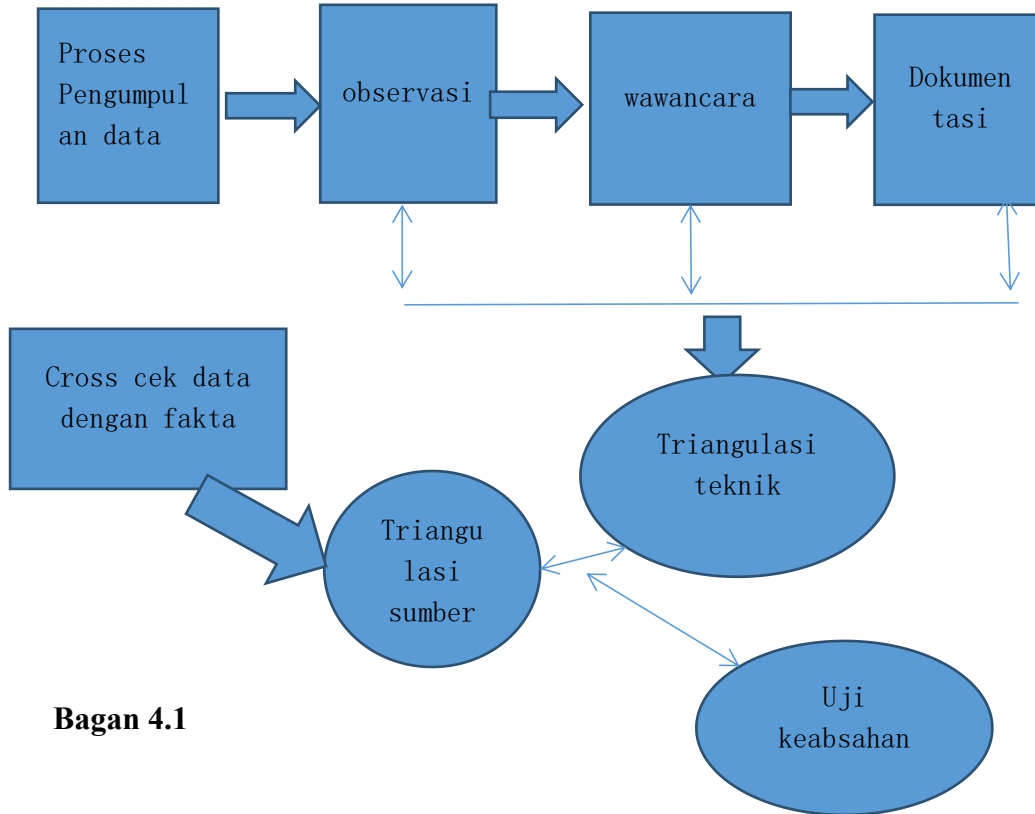 Proses
Pengumpul
an data
observasi
wawancara
Dokumen
tasi
Cross cek data
dengan fakta
Triangulasi
teknik
Triangu
lasi
sumber
Uji
keabsahan
Bagan 4.1